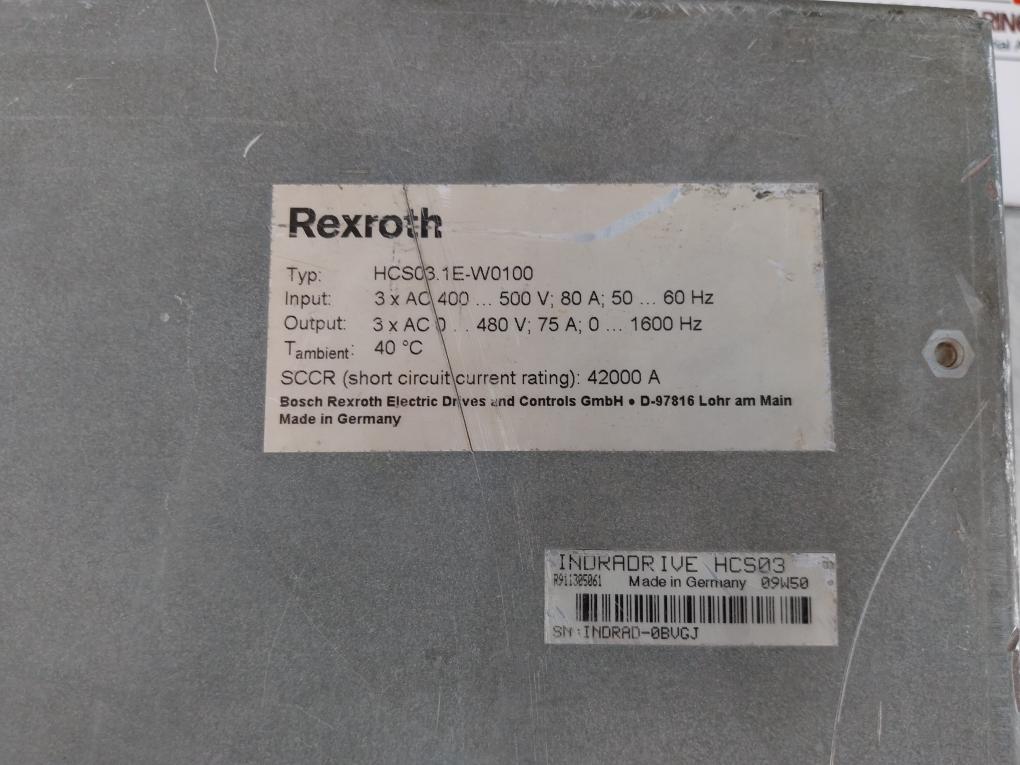 Rexroth
Typ: HCS03.1E-W0100
Input: 3 x AC 400 ... 500 V; 80 A; 50 ... 60 Hz
Output: 3 x AC 0 ... 480 V; 75 A; 0 ... 1600 Hz
Tambient: 40 °C
SCCR (short circuit current rating): 42000 A
Bosch Rexroth Electric Drives and Controls GmbH • D-97816 Lohr am Main
Made in Germany
INDRADRIVE HCS03
R911305061 Made in Germany 09W50
SN:INDRAD-0BVGJ